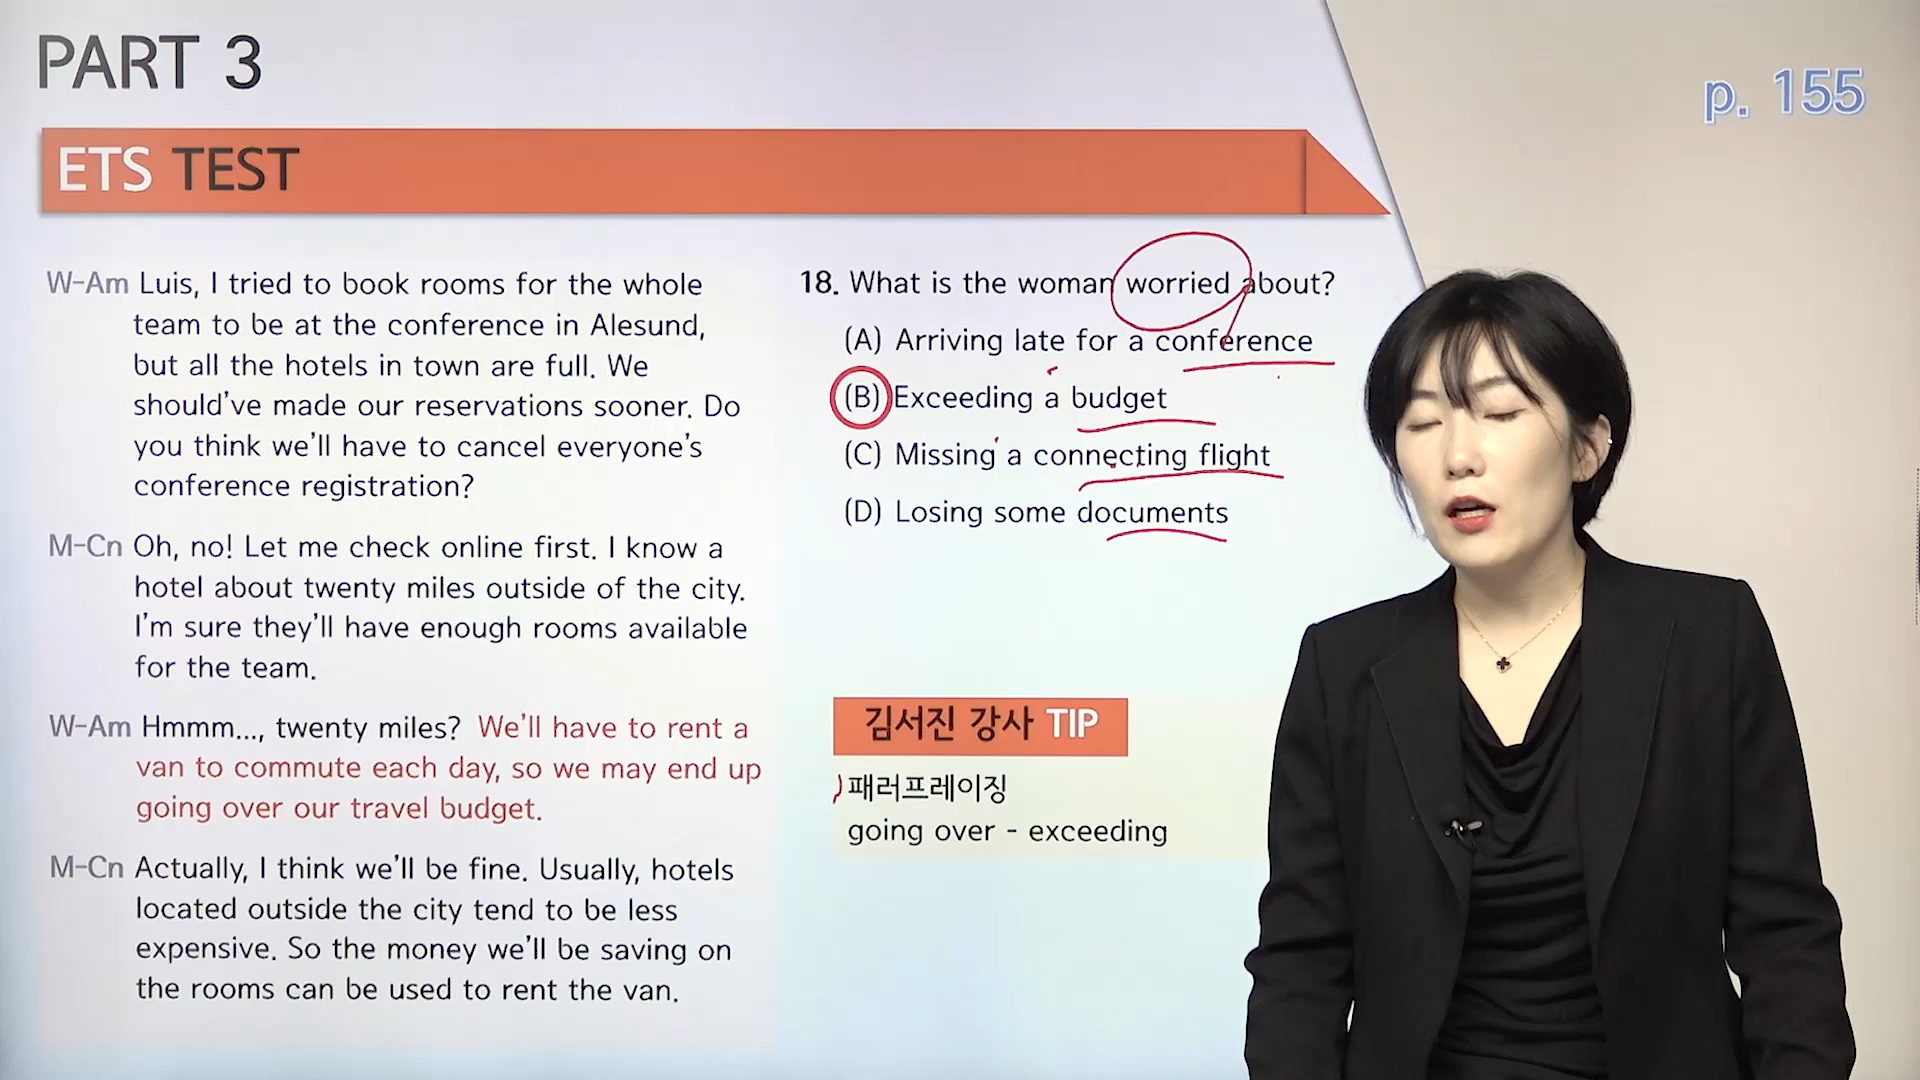 PART 3
p. 155
ETS TEST
W-Am Luis, I tried to book rooms for the whole
team to be at the conference in Alesund,
but all the hotels in town are full. We
should've made our reservations sooner. Do
you think we'll have to cancel everyone's
conference registration?
M-Cn Oh, no! Let me check online first. I know a
hotel about twenty miles outside of the city.
I'm sure they'll have enough rooms available
for the team.
W-Am Hmmm..., twenty miles? We'll have to rent a
van to commute each day, so we may end up
going over our travel budget.
M-Cn Actually, I think we'll be fine. Usually, hotels
located outside the city tend to be less
expensive. So the money we'll be saving on
the rooms can be used to rent the van.
18. What is the woman worried about?
(A) Arriving late for a conference
(B) Exceeding a budget
(C) Missing a connecting flight
(D) Losing some documents
김서진 강사 TIP
패러프레이징
going over - exceeding